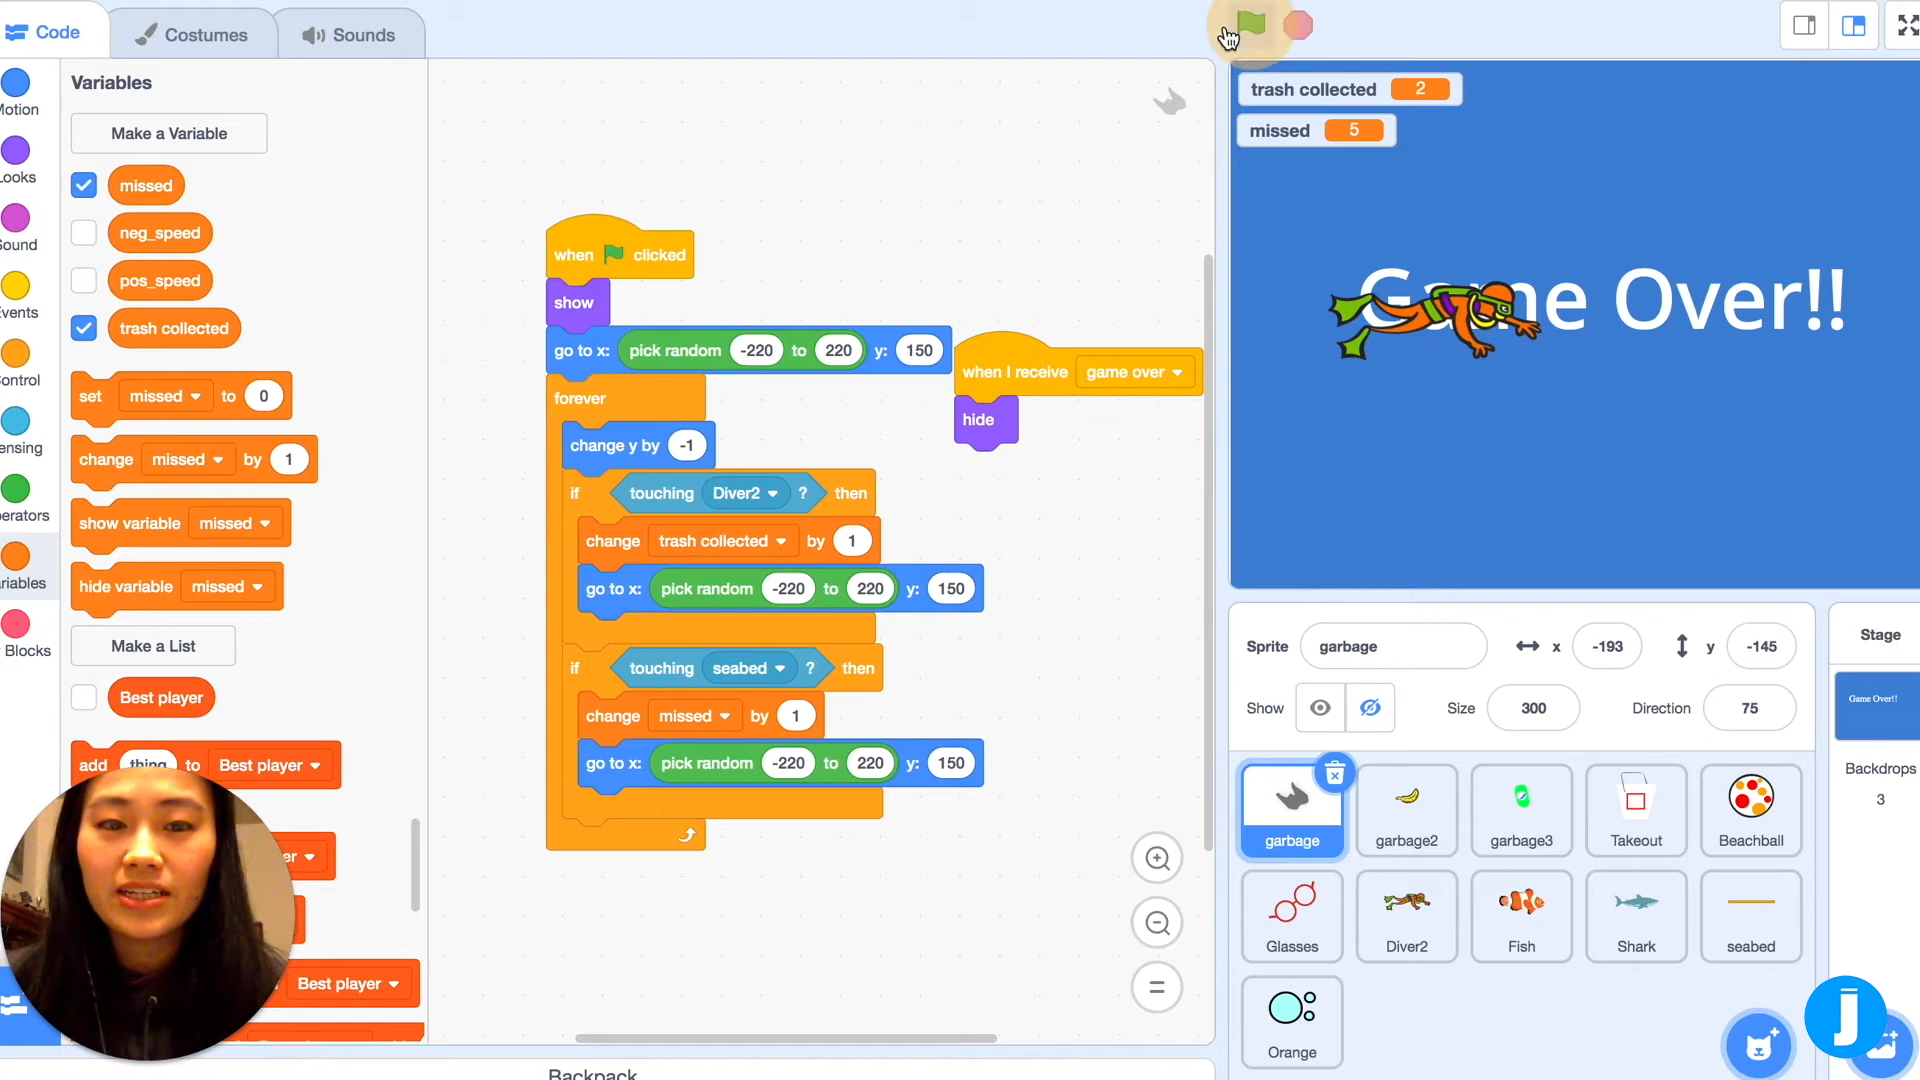 Code
Costumes
Sounds
Motion
Looks
Sound
Events
Control
ensing
perators
ariables
Blocks
Variables
Make a Variable
missed
neg_speed
pos_speed
trash collected
set missed to 0
change missed by 1
show variable missed
hide variable missed
Make a List
Best player
add thing to Best player
er
Best player
when clicked
show
go to x: pick random -220 to 220 y: 150
forever
change y by -1
if touching Diver2 ? then
change trash collected by 1
go to x: pick random -220 to 220 y: 150
if touching seabed ? then
change missed by 1
go to x: pick random -220 to 220 y: 150
when I receive game over
hide
Backpack
trash collected 2
missed 5
Game Over!!
Sprite garbage x -193 y -145
Show Size 300 Direction 75
garbage
garbage2
garbage3
Takeout
Beachball
Glasses
Diver2
Fish
Shark
seabed
Orange
Stage
Game Over!!
Backdrops
3
J